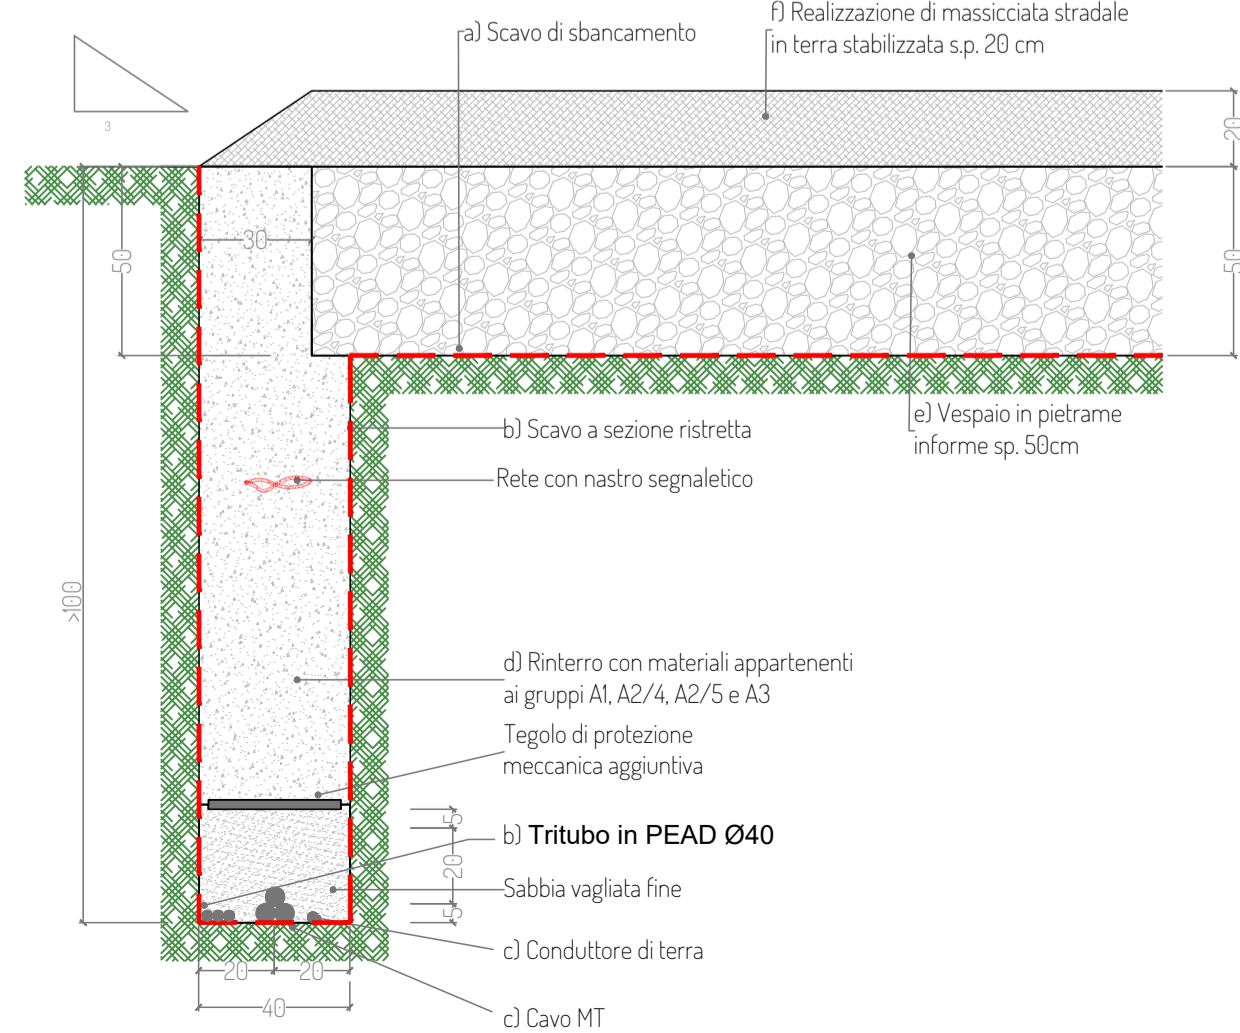 f) Realizzazione di massicciata stradale
in terra stabilizzata s.p. 20 cm
a) Scavo di sbancamento
3
20
30
50
50
e) Vespaio in pietrame
informe sp. 50cm
b) Scavo a sezione ristretta
Rete con nastro segnaletico
>100
d) Rinterro con materiali appartenenti
ai gruppi A1, A2/4, A2/5 e A3
Tegolo di protezione
meccanica aggiuntiva
5
b) Tritubo in PEAD Ø40
20
Sabbia vagliata fine
5
c) Conduttore di terra
20
20
40
c) Cavo MT